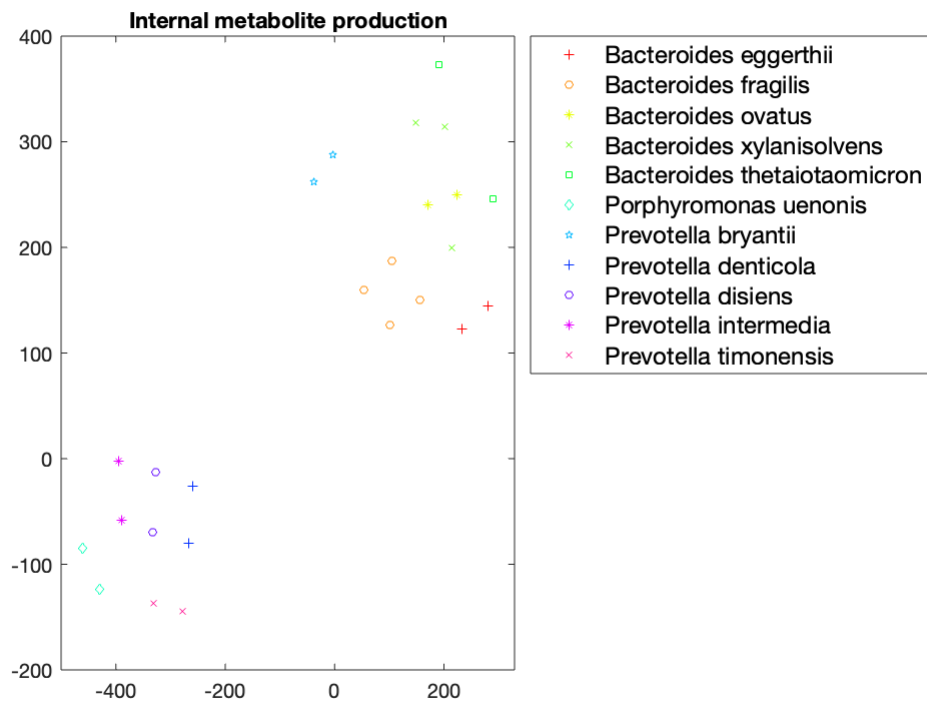 Internal metabolite production
400
300
200
100
0
-100
-200
-400
-200
0
200
Bacteroides eggerthii
Bacteroides fragilis
Bacteroides ovatus
Bacteroides xylanisolvens
Bacteroides thetaiotaomicron
Porphyromonas uenonis
Prevotella bryantii
Prevotella denticola
Prevotella disiens
Prevotella intermedia
Prevotella timonensis